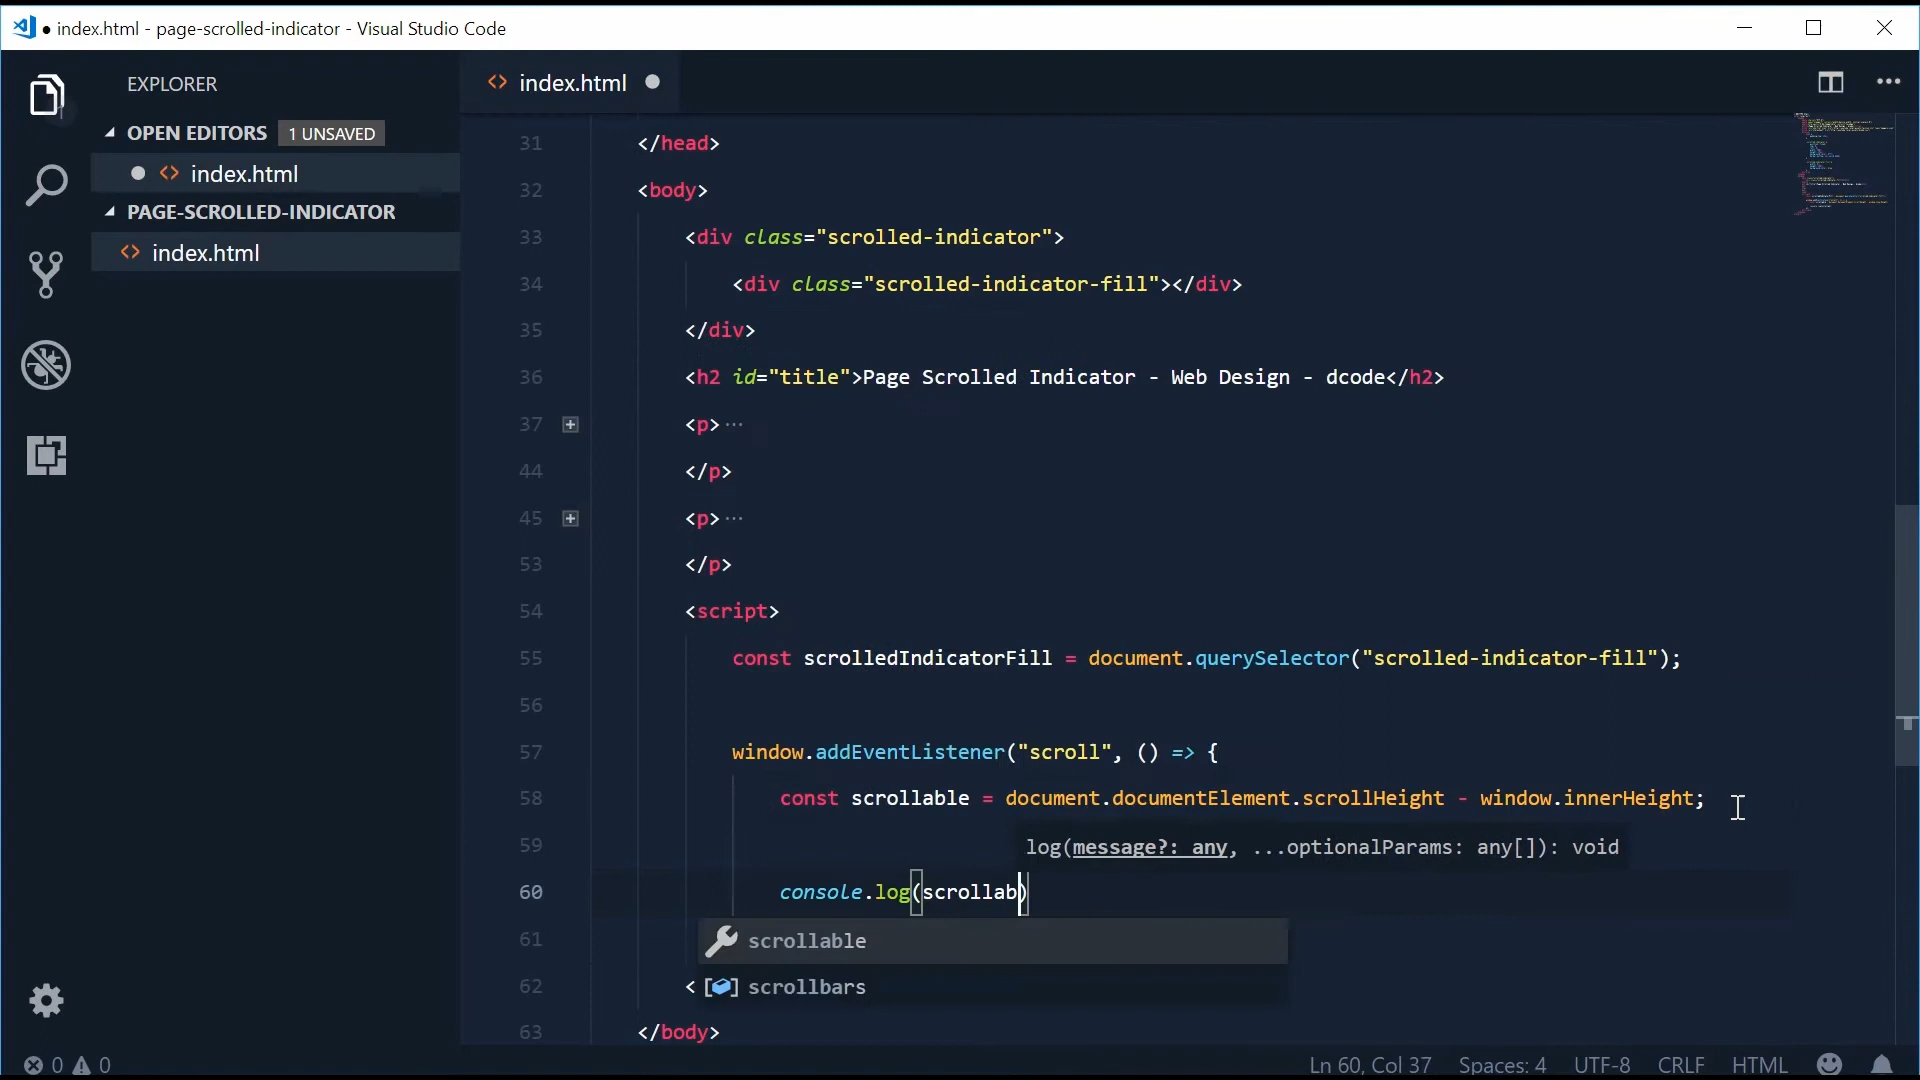 ● index.html - page-scrolled-indicator - Visual Studio Code
EXPLORER
OPEN EDITORS 1 UNSAVED
● <> index.html
PAGE-SCROLLED-INDICATOR
<> index.html
<> index.html ●
31 </head>
32 <body>
33 <div class="scrolled-indicator">
34 <div class="scrolled-indicator-fill"></div>
35 </div>
36 <h2 id="title">Page Scrolled Indicator - Web Design - dcode</h2>
37 <p>···
44 </p>
45 <p>···
53 </p>
54 <script>
55 const scrolledIndicatorFill = document.querySelector("scrolled-indicator-fill");
56
57 window.addEventListener("scroll", () => {
58 const scrollable = document.documentElement.scrollHeight - window.innerHeight;
59 log(message?: any, ...optionalParams: any[]): void
60 console.log(scrollab)
61 scrollable
62 < scrollbars
63 </body>
0 0
Ln 60, Col 37 Spaces: 4 UTF-8 CRLF HTML